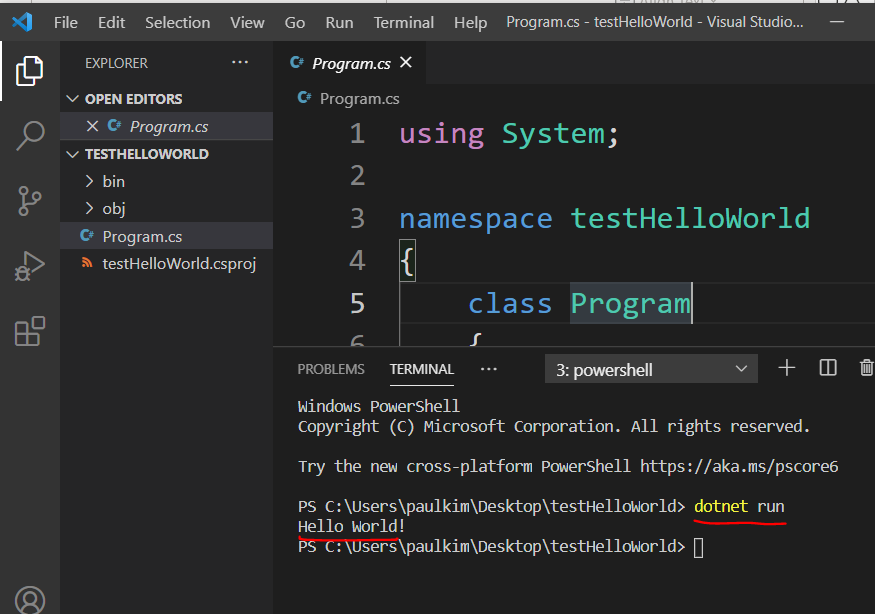 File Edit Selection View Go Run Terminal Help Program.cs - testHelloWorld - Visual Studio...
EXPLORER ...
OPEN EDITORS
Program.cs
TESTHELLOWORLD
bin
obj
Program.cs
testHelloWorld.csproj
Program.cs
Program.cs
1 using System;
2
3 namespace testHelloWorld
4 {
5 class Program
6 {
PROBLEMS TERMINAL ... 3: powershell
Windows PowerShell
Copyright (C) Microsoft Corporation. All rights reserved.
Try the new cross-platform PowerShell https://aka.ms/pscore6
PS C:\Users\paulkim\Desktop\testHelloWorld> dotnet run
Hello World!
PS C:\Users\paulkim\Desktop\testHelloWorld>